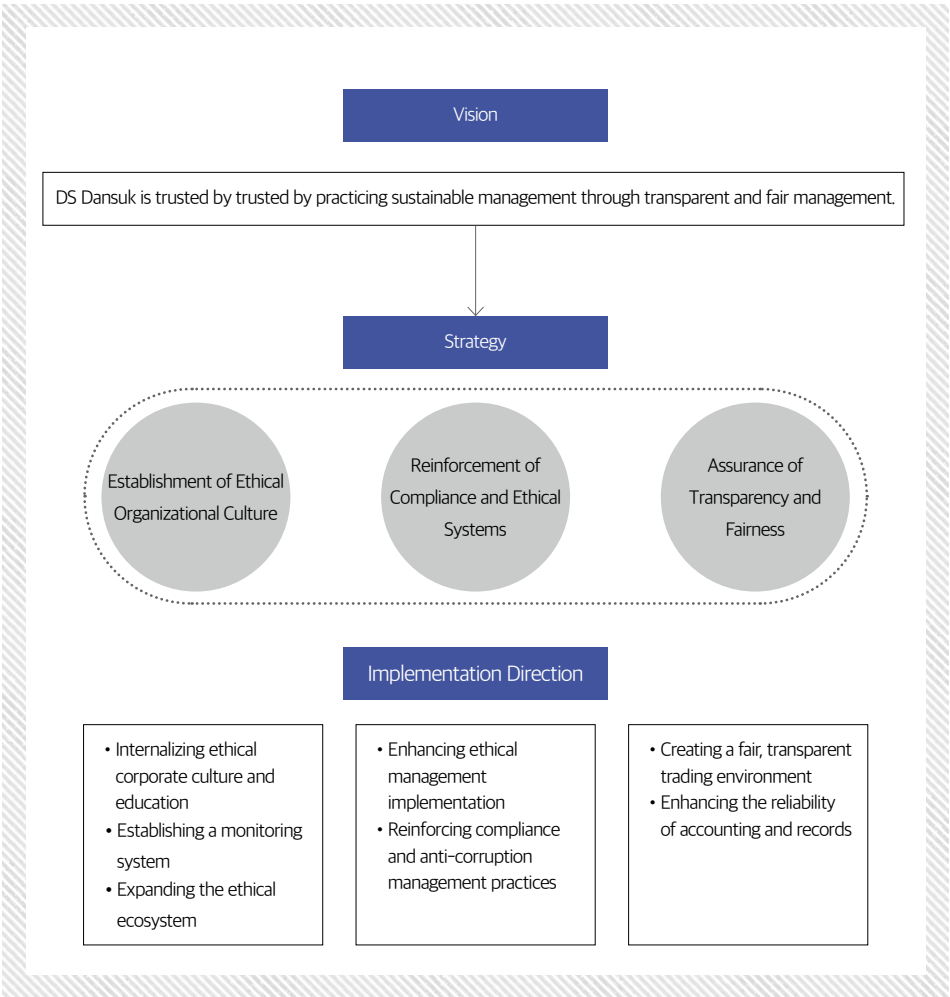 Vision
DS Dansuk is trusted by trusted by practicing sustainable management through transparent and fair management.
Strategy
Establishment of Ethical
Organizational Culture
Reinforcement of
Compliance and Ethical
Systems
Assurance of
Transparency and
Fairness
Implementation Direction
• Internalizing ethical
corporate culture and
education
• Establishing a monitoring
system
• Expanding the ethical
ecosystem
• Enhancing ethical
management
implementation
• Reinforcing compliance
and anti-corruption
management practices
• Creating a fair, transparent
trading environment
• Enhancing the reliability
of accounting and records